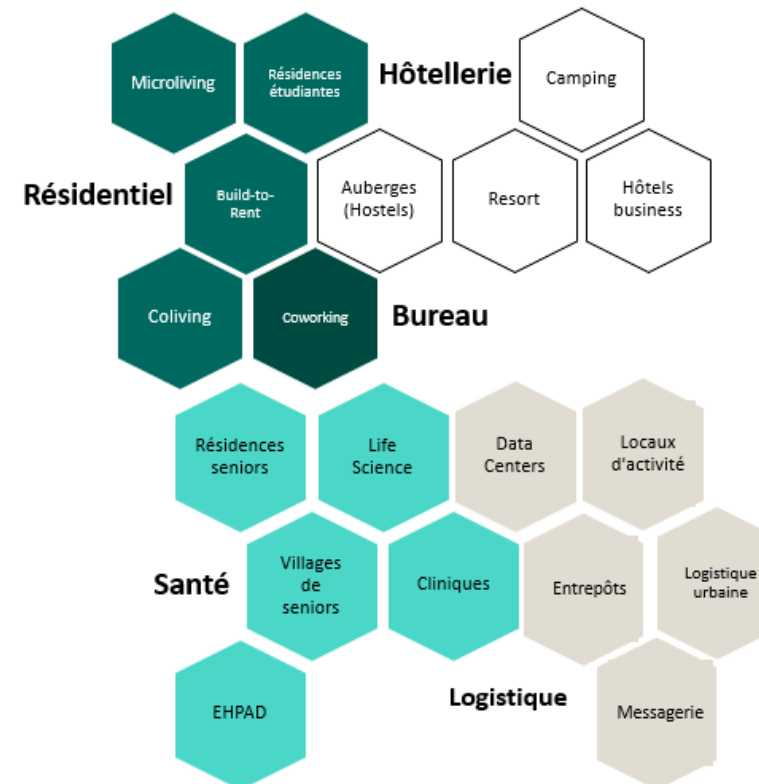 Microliving
Résidences
étudiantes
Hôtellerie
Camping
Résidentiel
Build-to-
Rent
Auberges
(Hostels)
Resort
Hôtels
business
Coliving
Coworking
Bureau
Résidences
seniors
Life
Science
Data
Centers
Locaux
d'activité
Santé
Villages
de
seniors
Cliniques
Entrepôts
Logistique
urbaine
EHPAD
Logistique
Messagerie